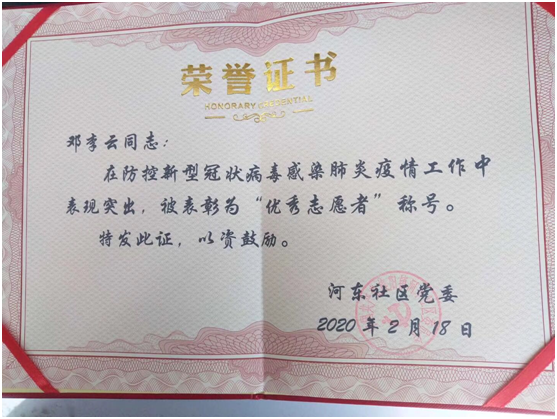 荣誉证书
HONORARY CREDENTIAL
邓李云同志：
在防控新型冠状病毒感染肺炎疫情工作中
表现突出，被表彰为“优秀志愿者”称号。
特发此证，以资鼓励。
河东社区党委
2020年2月18日